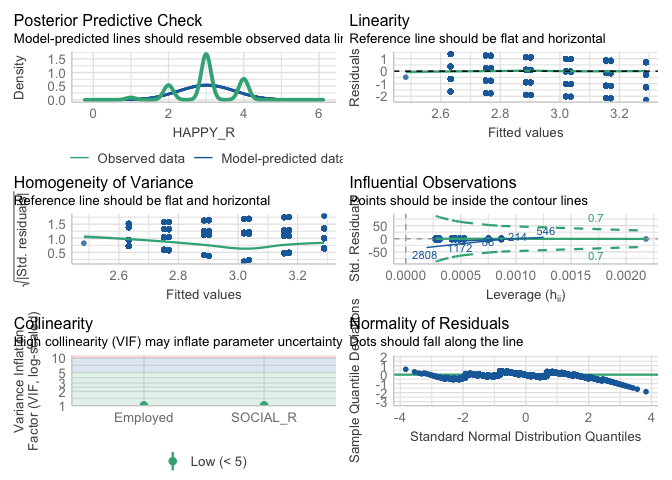 Posterior Predictive Check
Model-predicted lines should resemble observed data lin
Density
1.5
1.0
0.5
0.0
0
2
4
6
HAPPY_R
Observed data
Model-predicted data
Linearity
Reference line should be flat and horizontal
Residuals
1
0
-1
-2
2.6
2.8
3.0
3.2
Fitted values
Homogeneity of Variance
Reference line should be flat and horizontal
√|Std. residuals|
1.5
1.0
0.5
2.6
2.8
3.0
3.2
Fitted values
Influential Observations
Points should be inside the contour lines
Std. Residuals
50
0
-50
0.7
0.7
2808
1172
68
214
546
0.0000
0.0005
0.0010
0.0015
0.0020
Leverage (hii)
Collinearity
High collinearity (VIF) may inflate parameter uncertainty
Variance Inflation
Factor (VIF, log-scaled)
10
5
3
2
1
Employed
SOCIAL_R
Low (< 5)
Normality of Residuals
Dots should fall along the line
Sample Quantile Deviations
2
1
0
-1
-2
-3
-4
-2
0
2
4
Standard Normal Distribution Quantiles